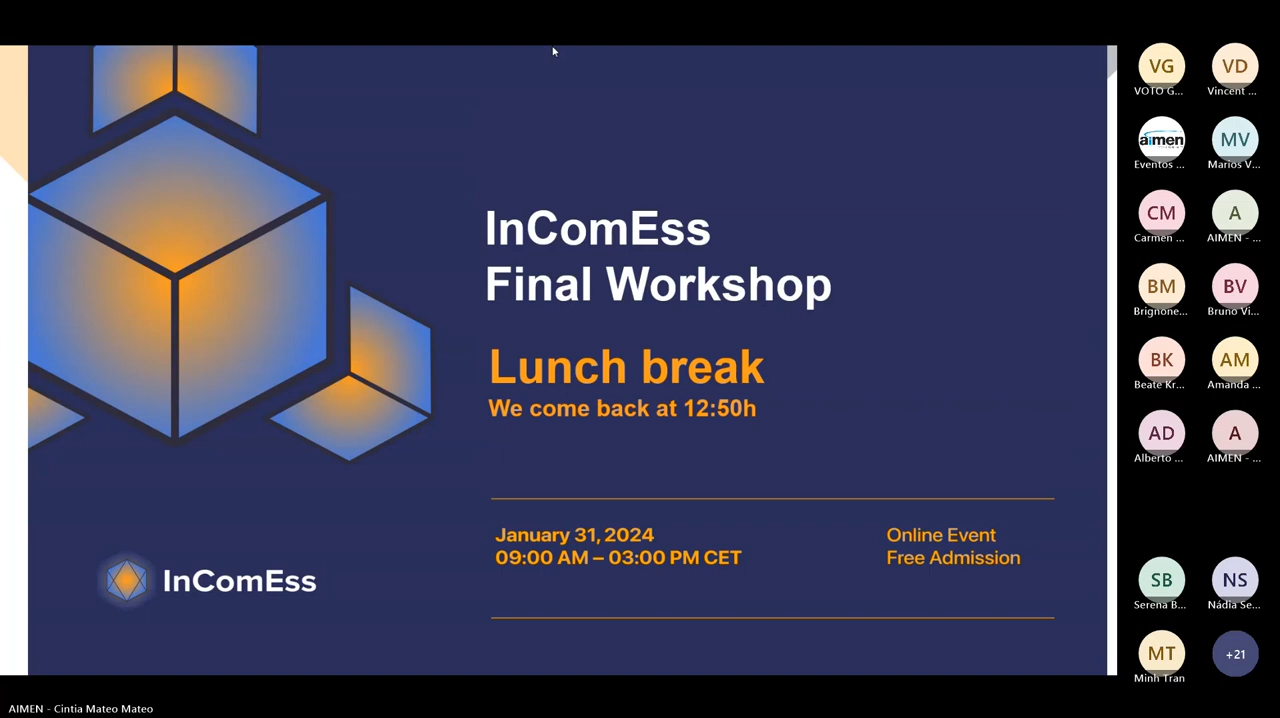 InComEss
Final Workshop
Lunch break
We come back at 12:50h
January 31, 2024
09:00 AM – 03:00 PM CET
Online Event
Free Admission
InComEss
VG
VOTO G...
VD
Vincent ...
aimen
Eventos ...
MV
Marios V...
CM
Carmen ...
A
AIMEN - ...
BM
Brignone...
BV
Bruno Vi...
BK
Beate Kr...
AM
Amanda ...
AD
Alberto ...
A
AIMEN - ...
SB
Serena B...
NS
Nádia Se...
MT
Minh Tran
+21
AIMEN - Cintia Mateo Mateo